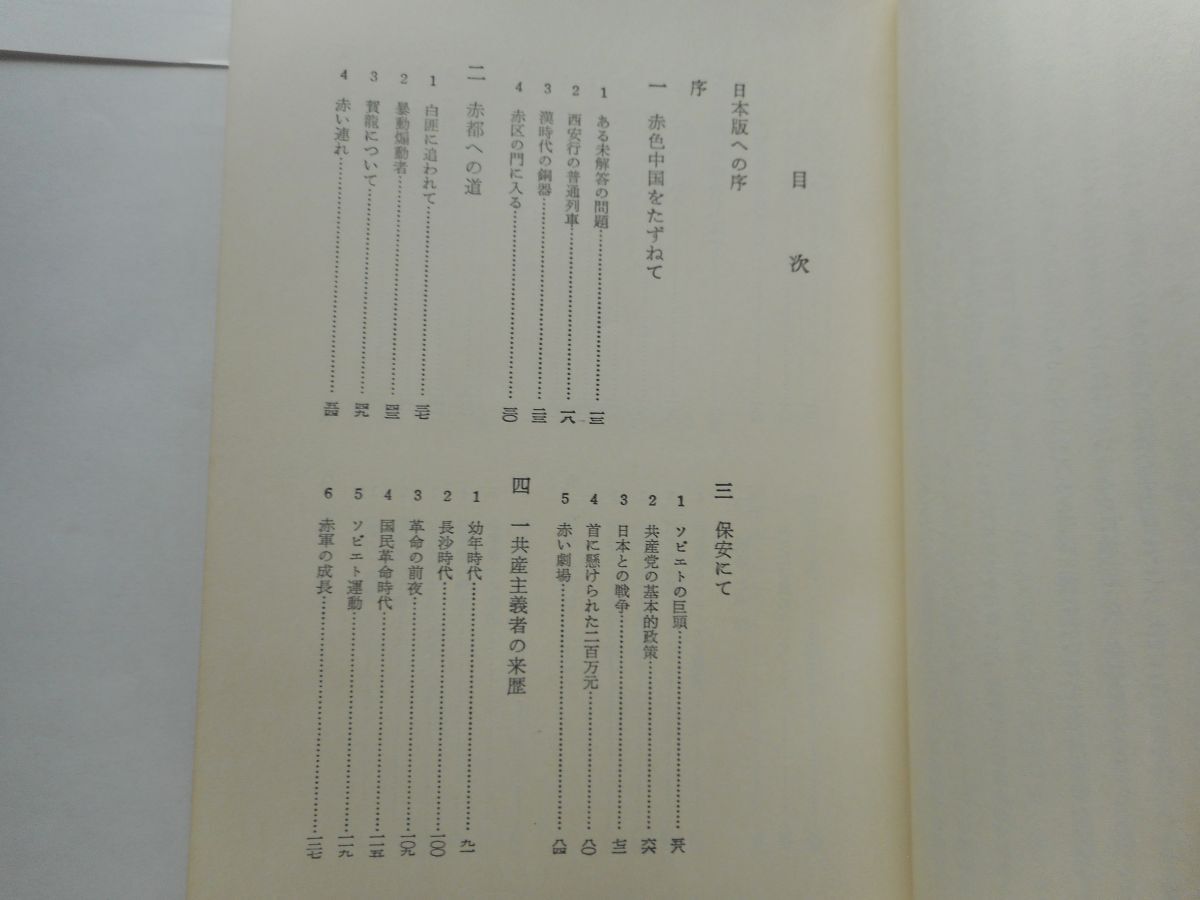 目次
日本版への序
序
一 赤色中国をたずねて
1 ある未解答の問題……一三
2 西安行の普通列車……一八
3 漢時代の銅器……二三
4 赤区の門に入る……三〇
二 赤都への道
1 白匪に追われて……三七
2 暴動煽動者……四三
3 賀龍について……四九
4 赤い連れ……五四
三 保安にて
1 ソビエトの巨頭……五八
2 共産党の基本的政策……六六
3 日本との戦争……七三
4 首に懸けられた二百万元……八〇
5 赤い劇場……八四
四 一共産主義者の来歴
1 幼年時代……九一
2 長沙時代……一〇〇
3 革命の前夜……一〇九
4 国民革命時代……一一五
5 ソビエト運動……一一九
6 赤軍の成長……一二七